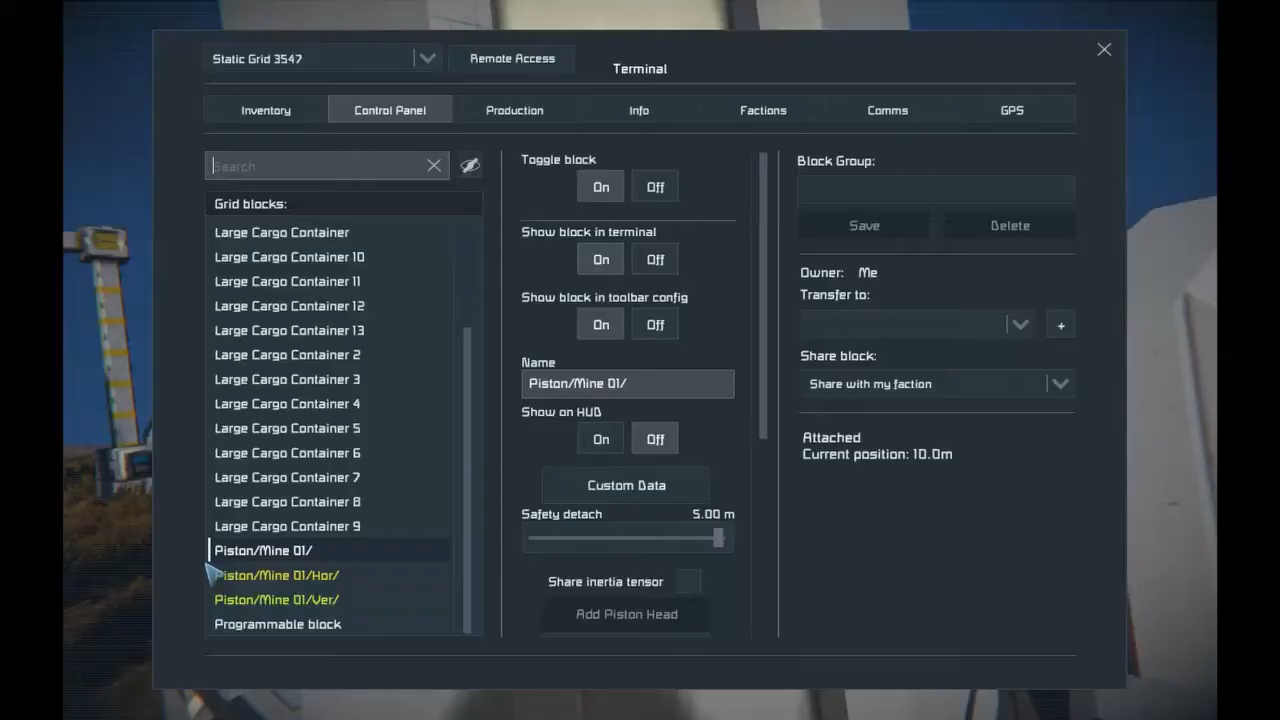 Static Grid 3547
Remote Access
Terminal
Inventory
Control Panel
Production
Info
Factions
Comms
GPS
Search
Grid blocks:
Large Cargo Container
Large Cargo Container 10
Large Cargo Container 11
Large Cargo Container 12
Large Cargo Container 13
Large Cargo Container 2
Large Cargo Container 3
Large Cargo Container 4
Large Cargo Container 5
Large Cargo Container 6
Large Cargo Container 7
Large Cargo Container 8
Large Cargo Container 9
Piston/Mine 01/
Piston/Mine 01/Hor/
Piston/Mine 01/Ver/
Programmable block
Toggle block
On Off
Show block in terminal
On Off
Show block in toolbar config
On Off
Name
Piston/Mine 01/
Show on HUD
On Off
Custom Data
Safety detach 5.00 m
Share inertia tensor
Add Piston Head
Block Group:
Save Delete
Owner: Me
Transfer to:
+
Share block:
Share with my faction
Attached
Current position: 10.0m